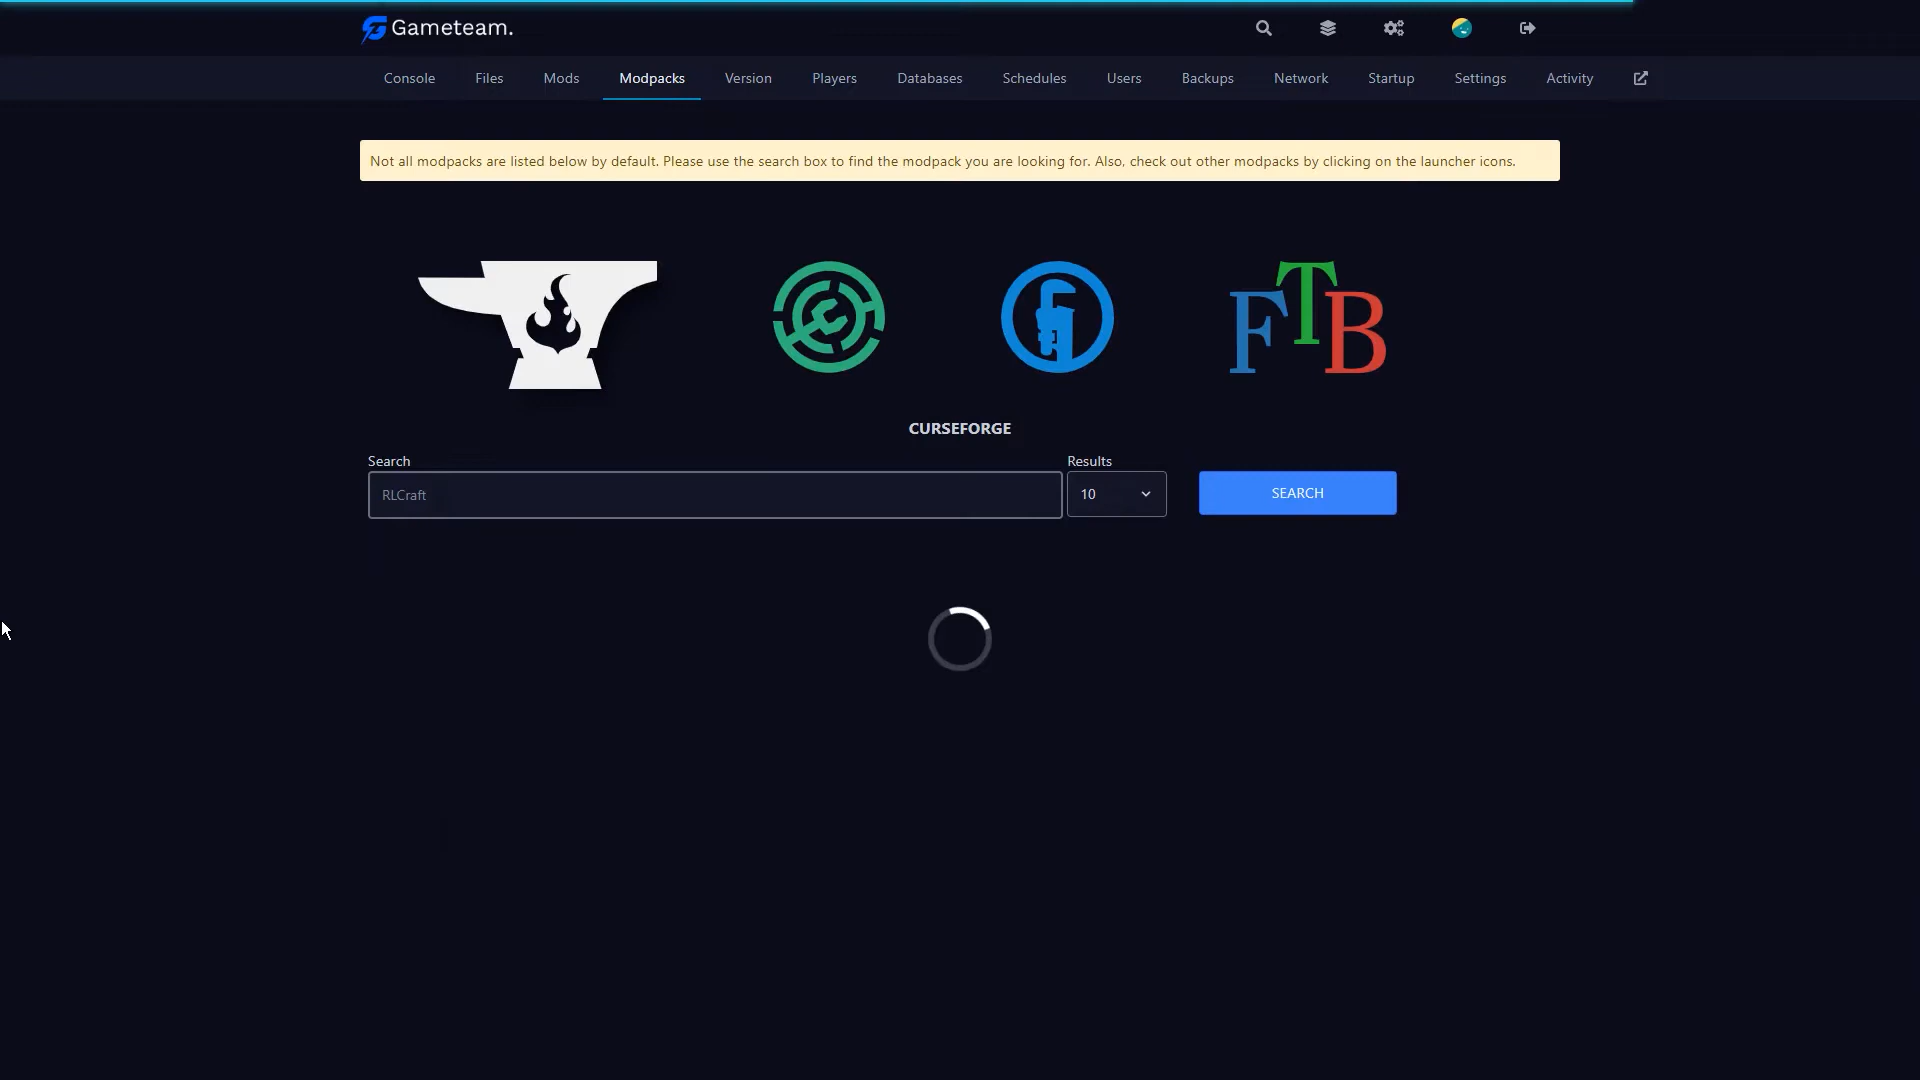 Gameteam.
Console Files Mods Modpacks Version Players Databases Schedules Users Backups Network Startup Settings Activity
Not all modpacks are listed below by default. Please use the search box to find the modpack you are looking for. Also, check out other modpacks by clicking on the launcher icons.
FTB
CURSEFORGE
Search Results
RLCraft 10 SEARCH